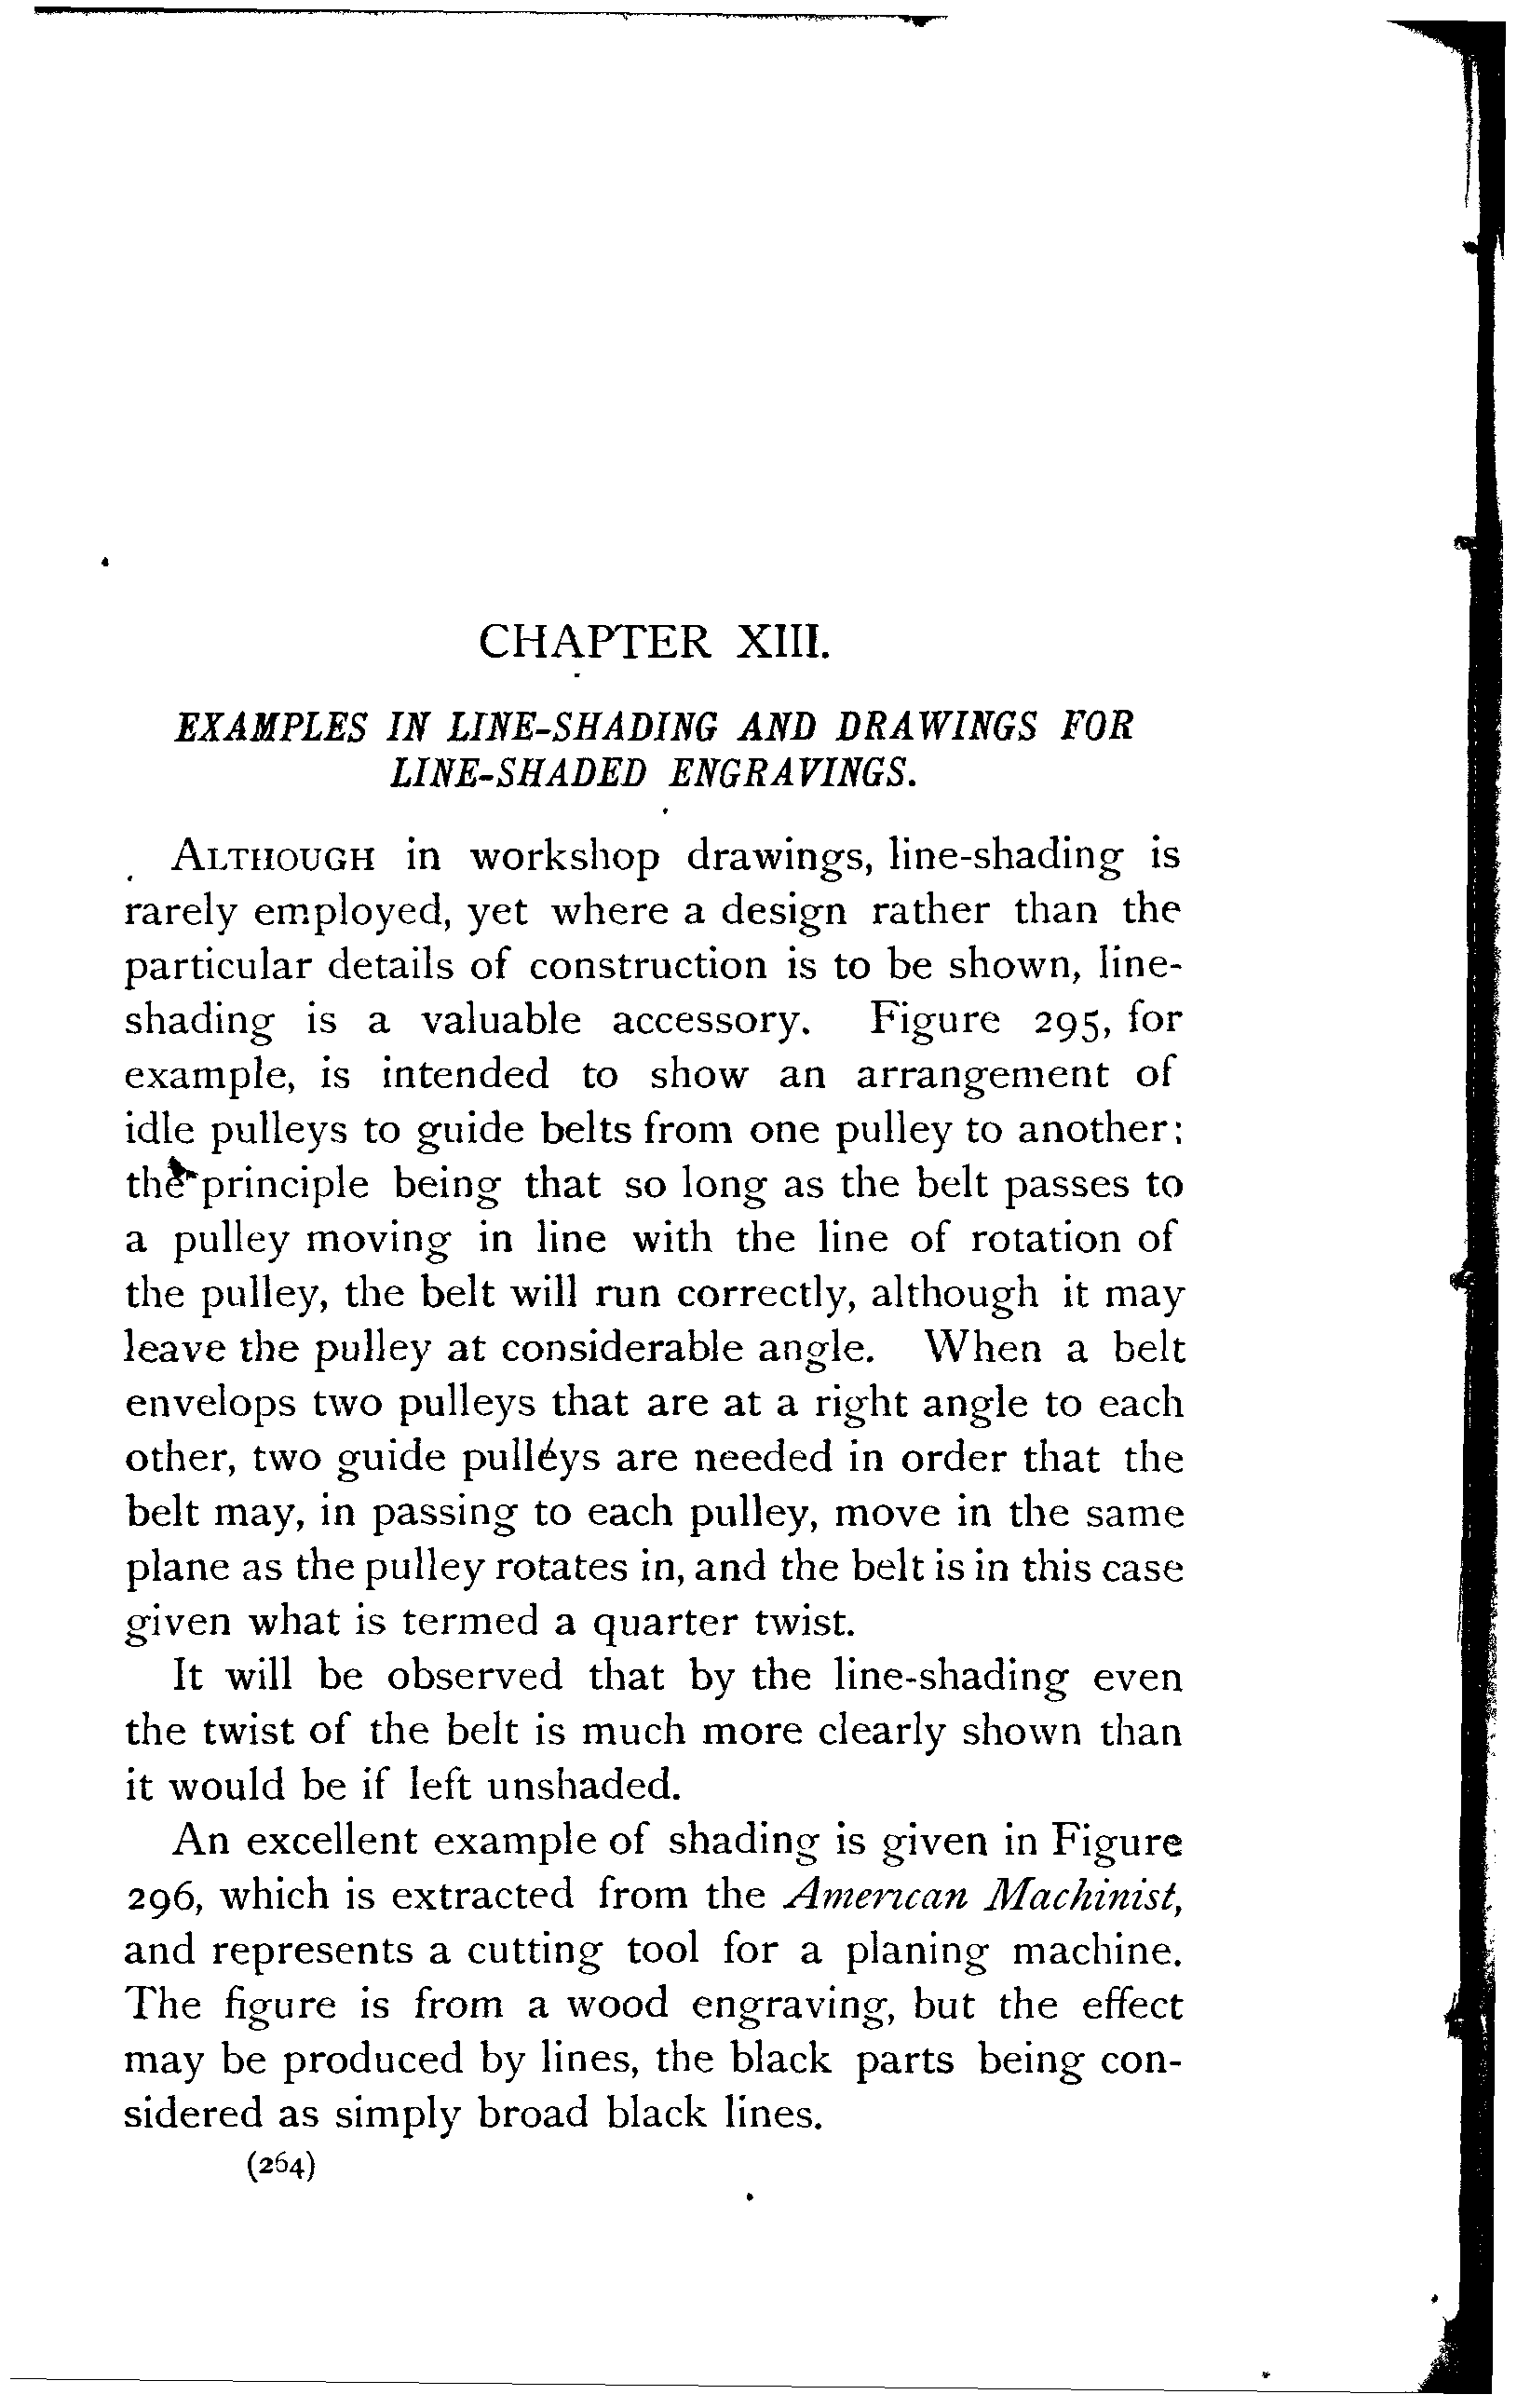 CHAPTER XIII.
EXAMPLES IN LINE-SHADING AND DRAWINGS FOR
LINE-SHADED ENGRAVINGS.
ALTHOUGH in workshop drawings, line-shading is
rarely employed, yet where a design rather than the
particular details of construction is to be shown, line-
shading is a valuable accessory. Figure 295, for
example, is intended to show an arrangement of
idle pulleys to guide belts from one pulley to another;
the principle being that so long as the belt passes to
a pulley moving in line with the line of rotation of
the pulley, the belt will run correctly, although it may
leave the pulley at considerable angle. When a belt
envelops two pulleys that are at a right angle to each
other, two guide pulleys are needed in order that the
belt may, in passing to each pulley, move in the same
plane as the pulley rotates in, and the belt is in this case
given what is termed a quarter twist.
It will be observed that by the line-shading even
the twist of the belt is much more clearly shown than
it would be if left unshaded.
An excellent example of shading is given in Figure
296, which is extracted from the American Machinist,
and represents a cutting tool for a planing machine.
The figure is from a wood engraving, but the effect
may be produced by lines, the black parts being con-
sidered as simply broad black lines.
(264)